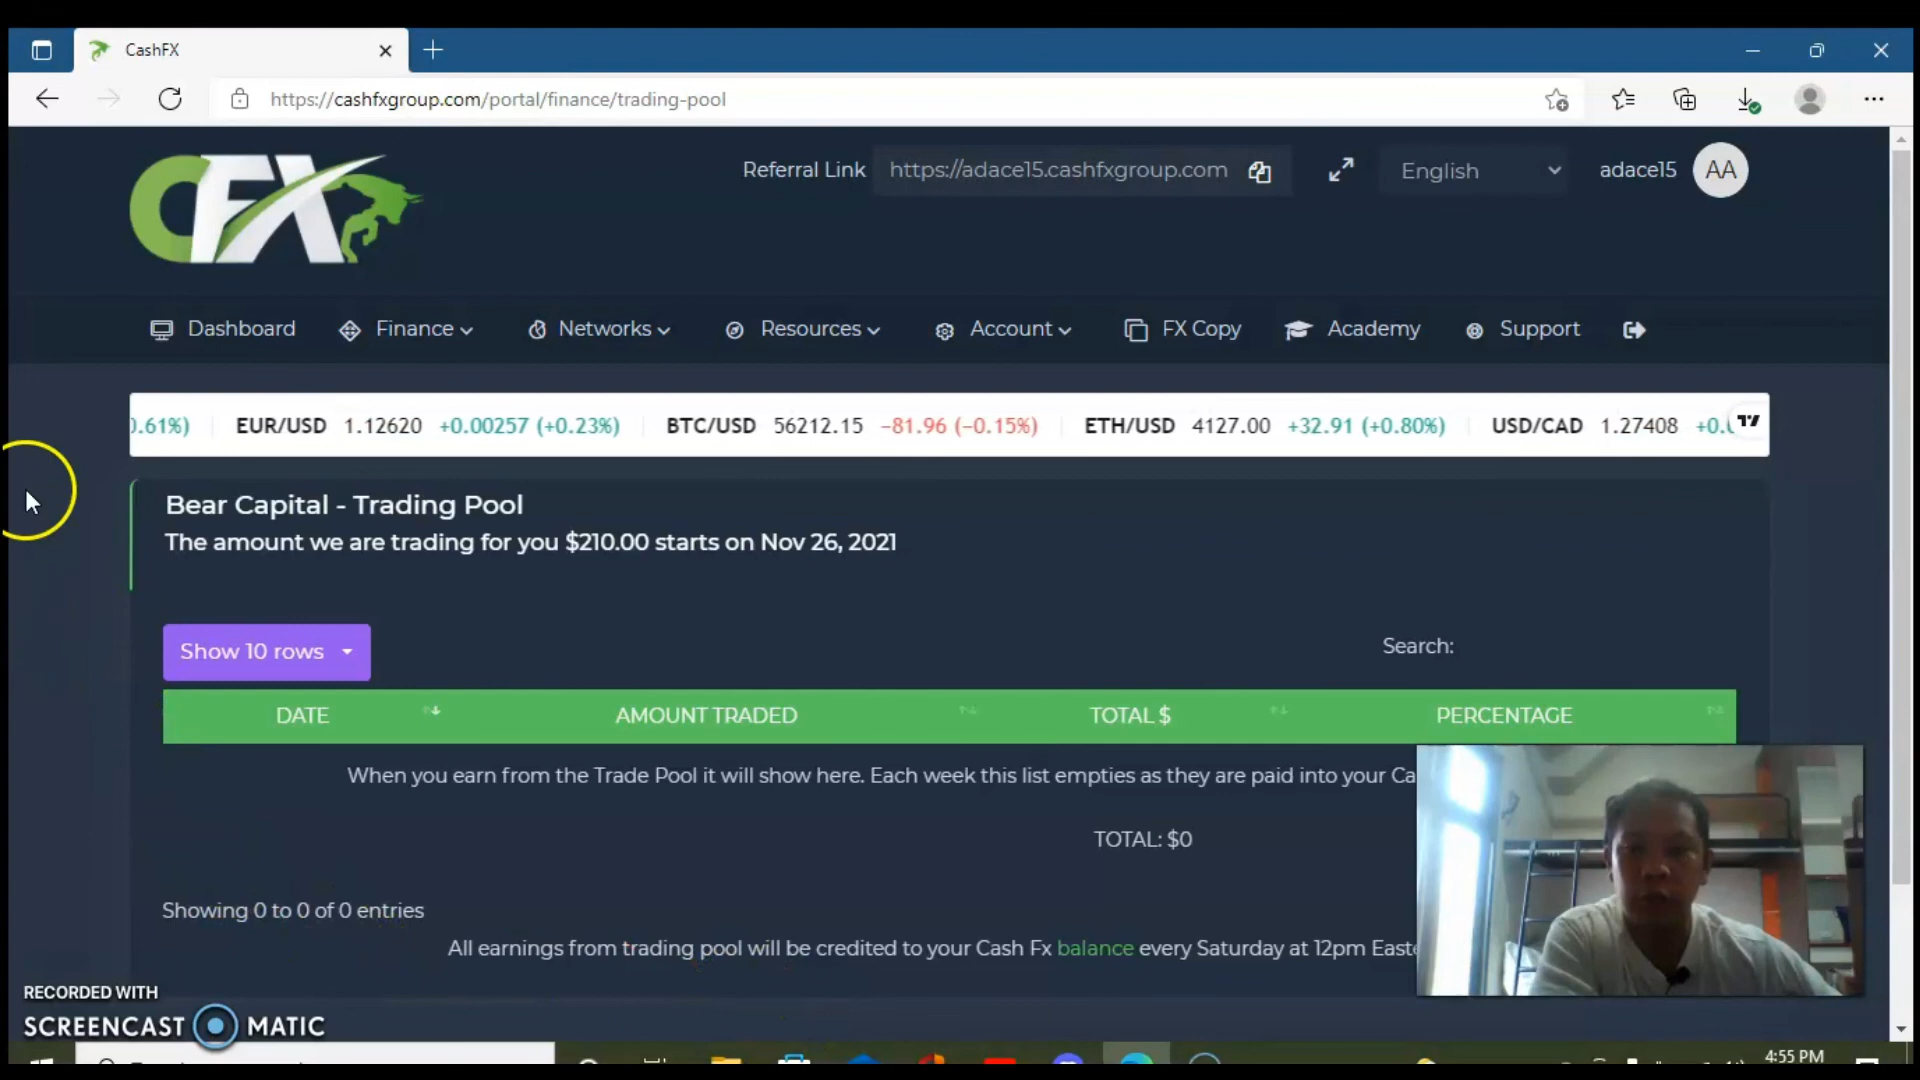 CashFX
https://cashfxgroup.com/portal/finance/trading-pool
CFX
Referral Link https://adace15.cashfxgroup.com English adace15 AA
Dashboard Finance Networks Resources Account FX Copy Academy Support
0.61%) EUR/USD 1.12620 +0.00257 (+0.23%) BTC/USD 56212.15 −81.96 (−0.15%) ETH/USD 4127.00 +32.91 (+0.80%) USD/CAD 1.27408
Bear Capital - Trading Pool
The amount we are trading for you $210.00 starts on Nov 26, 2021
Show 10 rows
Search:
DATE AMOUNT TRADED TOTAL $ PERCENTAGE
When you earn from the Trade Pool it will show here. Each week this list empties as they are paid into your Ca
TOTAL: $0
Showing 0 to 0 of 0 entries
All earnings from trading pool will be credited to your Cash Fx balance every Saturday at 12pm Easte
RECORDED WITH
SCREENCAST MATIC
4:55 PM